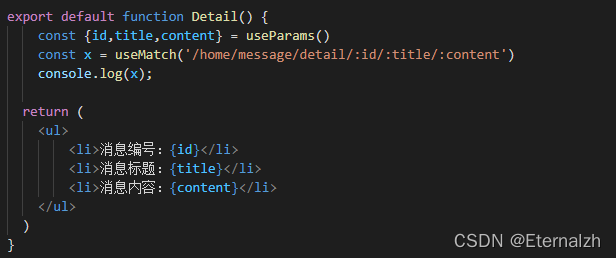 export default function Detail() {
    const {id,title,content} = useParams()
    const x = useMatch('/home/message/detail/:id/:title/:content')
    console.log(x);
  return (
    <ul>
        <li>消息编号：{id}</li>
        <li>消息标题：{title}</li>
        <li>消息内容：{content}</li>
    </ul>
  )
}
CSDN @Eternalzh